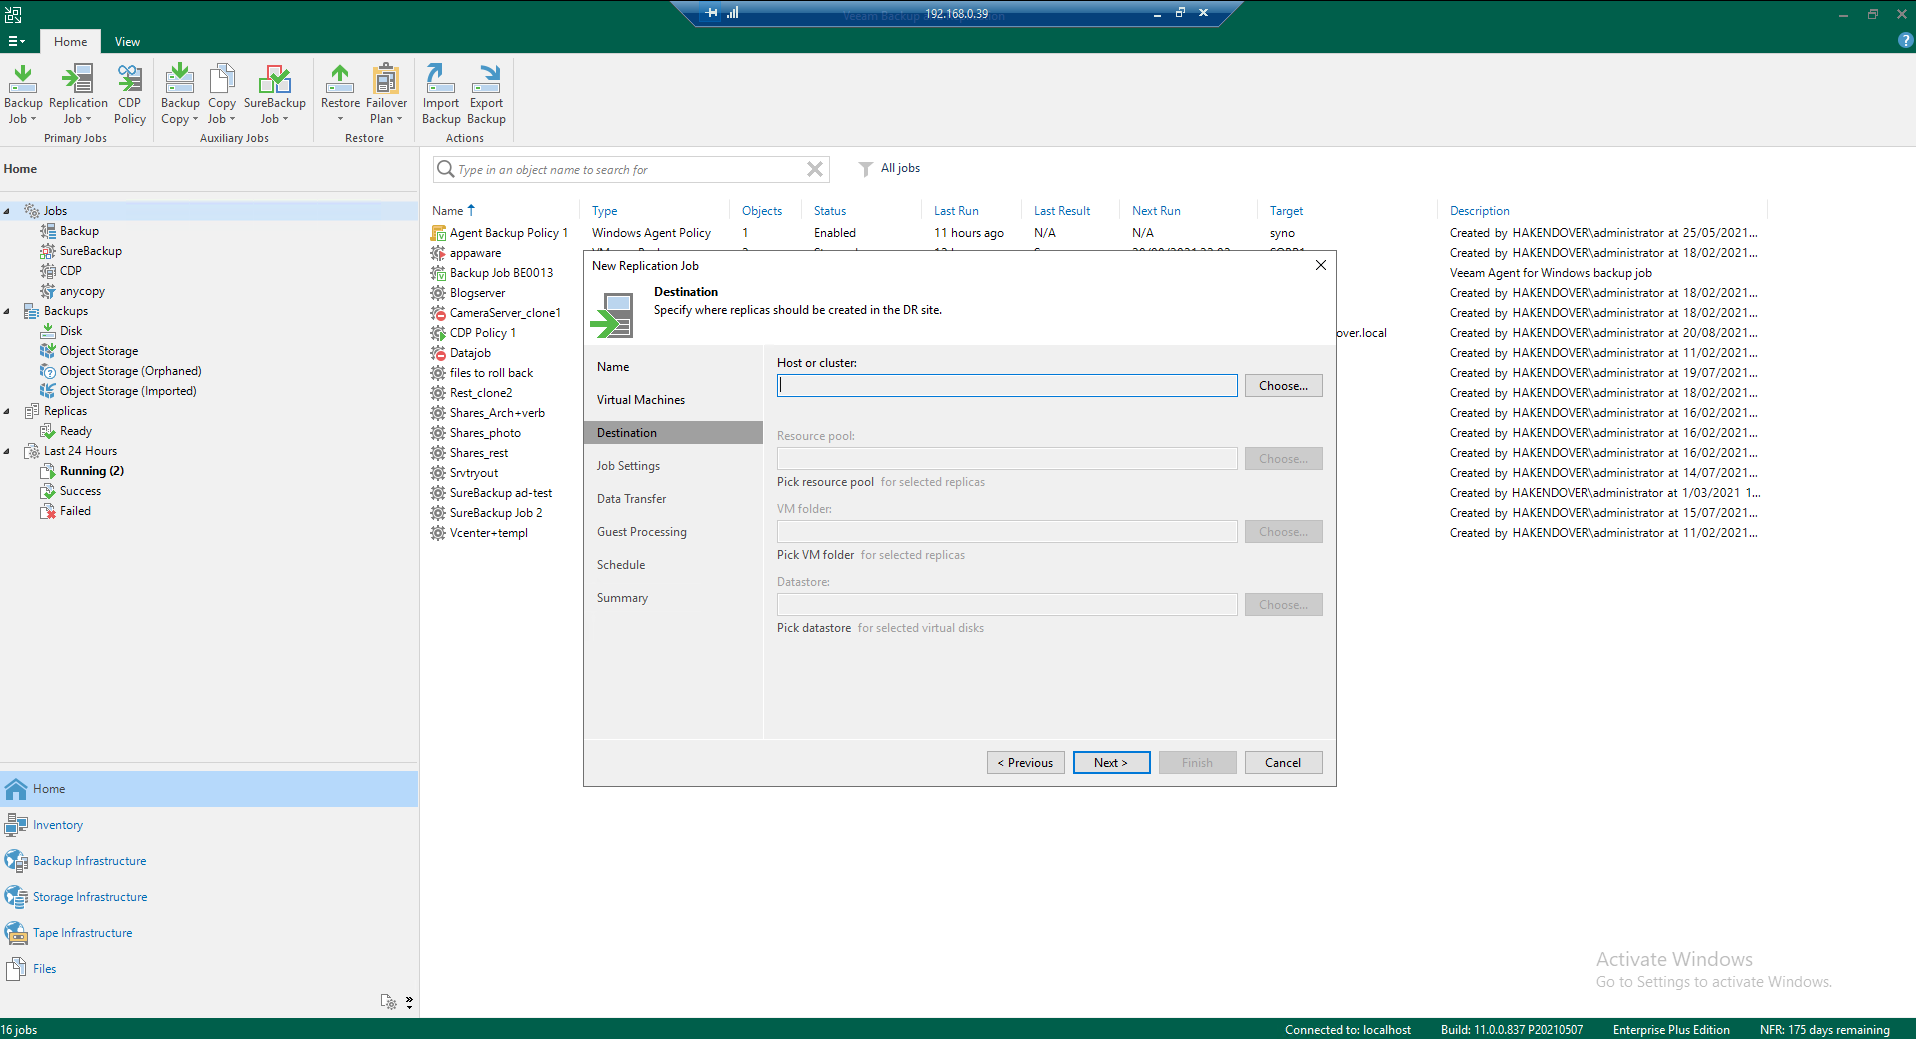 192.168.0.39
Home View
Backup Job Replication Job CDP Policy Backup Copy Copy Job SureBackup Job Restore Failover Plan Import Backup Export Backup
Primary Jobs Auxiliary Jobs Restore Actions
Home
Jobs
Backup
SureBackup
CDP
anycopy
Backups
Disk
Object Storage
Object Storage (Orphaned)
Object Storage (Imported)
Replicas
Ready
Last 24 Hours
Running (2)
Success
Failed
Home
Inventory
Backup Infrastructure
Storage Infrastructure
Tape Infrastructure
Files
Type in an object name to search for
All jobs
Name Type Objects Status Last Run Last Result Next Run Target Description
Agent Backup Policy 1 Windows Agent Policy 1 Enabled 11 hours ago N/A N/A syno Created by HAKENDOVER\administrator at 25/05/2021...
appaware Created by HAKENDOVER\administrator at 18/02/2021...
Backup Job BE0013 Veeam Agent for Windows backup job
Blogserver Created by HAKENDOVER\administrator at 18/02/2021...
CameraServer_clone1 Created by HAKENDOVER\administrator at 18/02/2021...
CDP Policy 1 over.local Created by HAKENDOVER\administrator at 20/08/2021...
Datajob Created by HAKENDOVER\administrator at 11/02/2021...
files to roll back Created by HAKENDOVER\administrator at 19/07/2021...
Rest_clone2 Created by HAKENDOVER\administrator at 18/02/2021...
Shares_Arch+verb Created by HAKENDOVER\administrator at 16/02/2021...
Shares_photo Created by HAKENDOVER\administrator at 16/02/2021...
Shares_rest Created by HAKENDOVER\administrator at 16/02/2021...
Srvtryout Created by HAKENDOVER\administrator at 14/07/2021...
SureBackup ad-test Created by HAKENDOVER\administrator at 1/03/2021 1...
SureBackup Job 2 Created by HAKENDOVER\administrator at 15/07/2021...
Vcenter+templ Created by HAKENDOVER\administrator at 11/02/2021...
New Replication Job
Destination
Specify where replicas should be created in the DR site.
Name
Virtual Machines
Destination
Job Settings
Data Transfer
Guest Processing
Schedule
Summary
Host or cluster:
Choose...
Resource pool:
Choose...
Pick resource pool for selected replicas
VM folder:
Choose...
Pick VM folder for selected replicas
Datastore:
Choose...
Pick datastore for selected virtual disks
< Previous Next > Finish Cancel
Activate Windows
Go to Settings to activate Windows.
16 jobs Connected to: localhost Build: 11.0.0.837 P20210507 Enterprise Plus Edition NFR: 175 days remaining